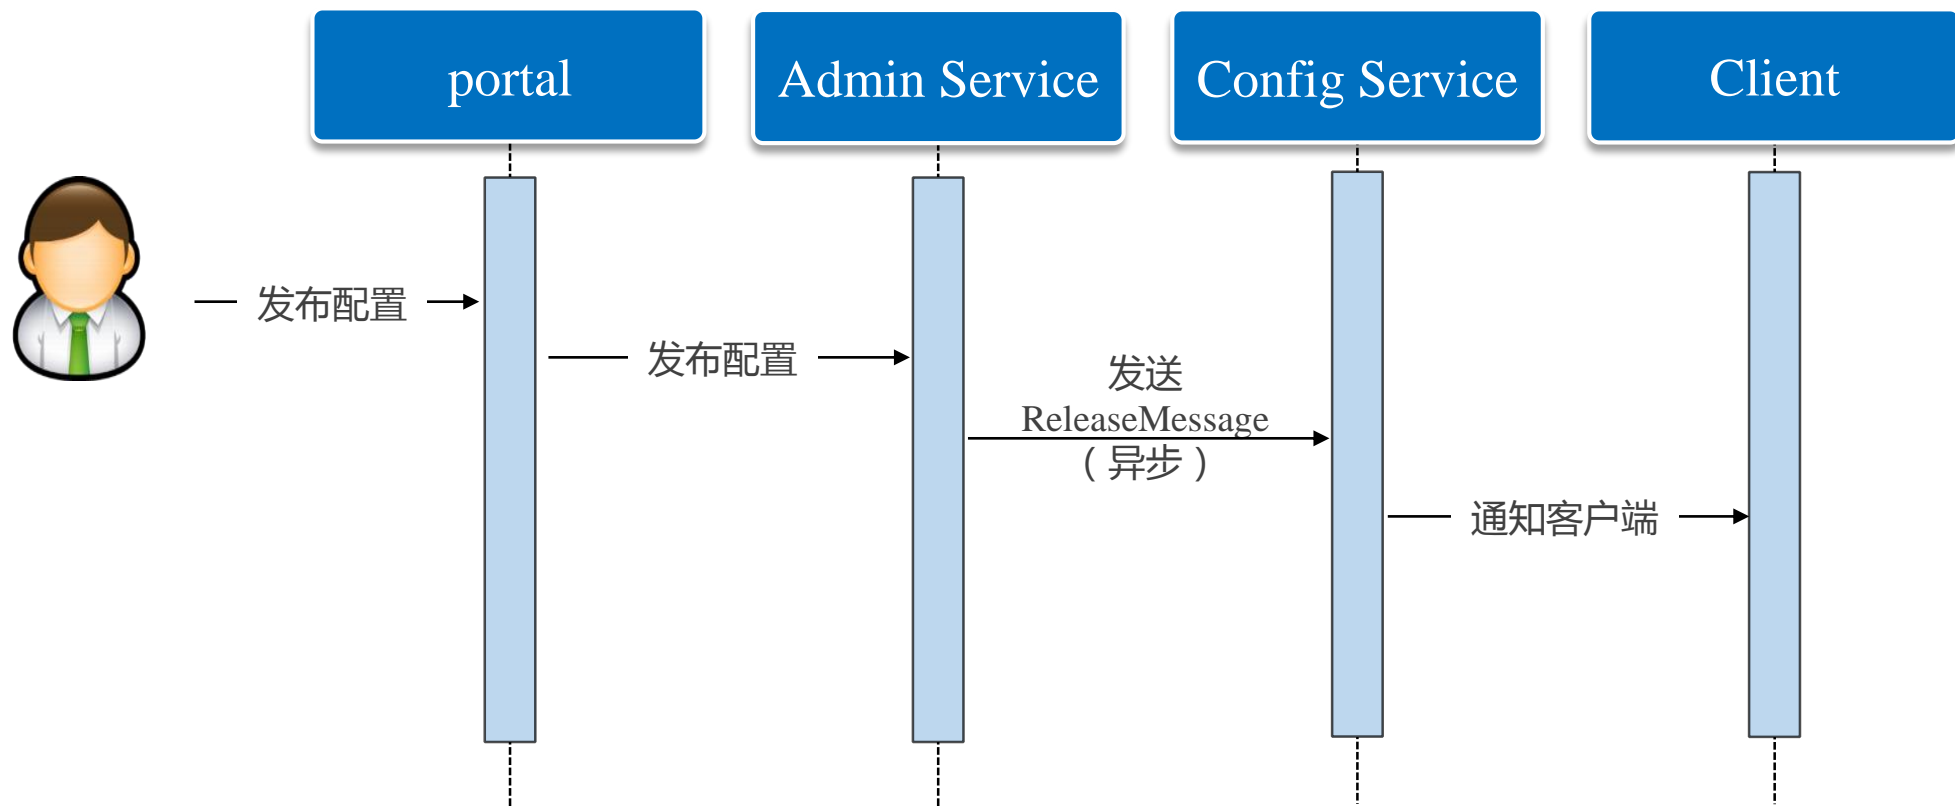 portal
Admin Service
Config Service
Client
发布配置
发布配置
发送
ReleaseMessage
（异步）
通知客户端